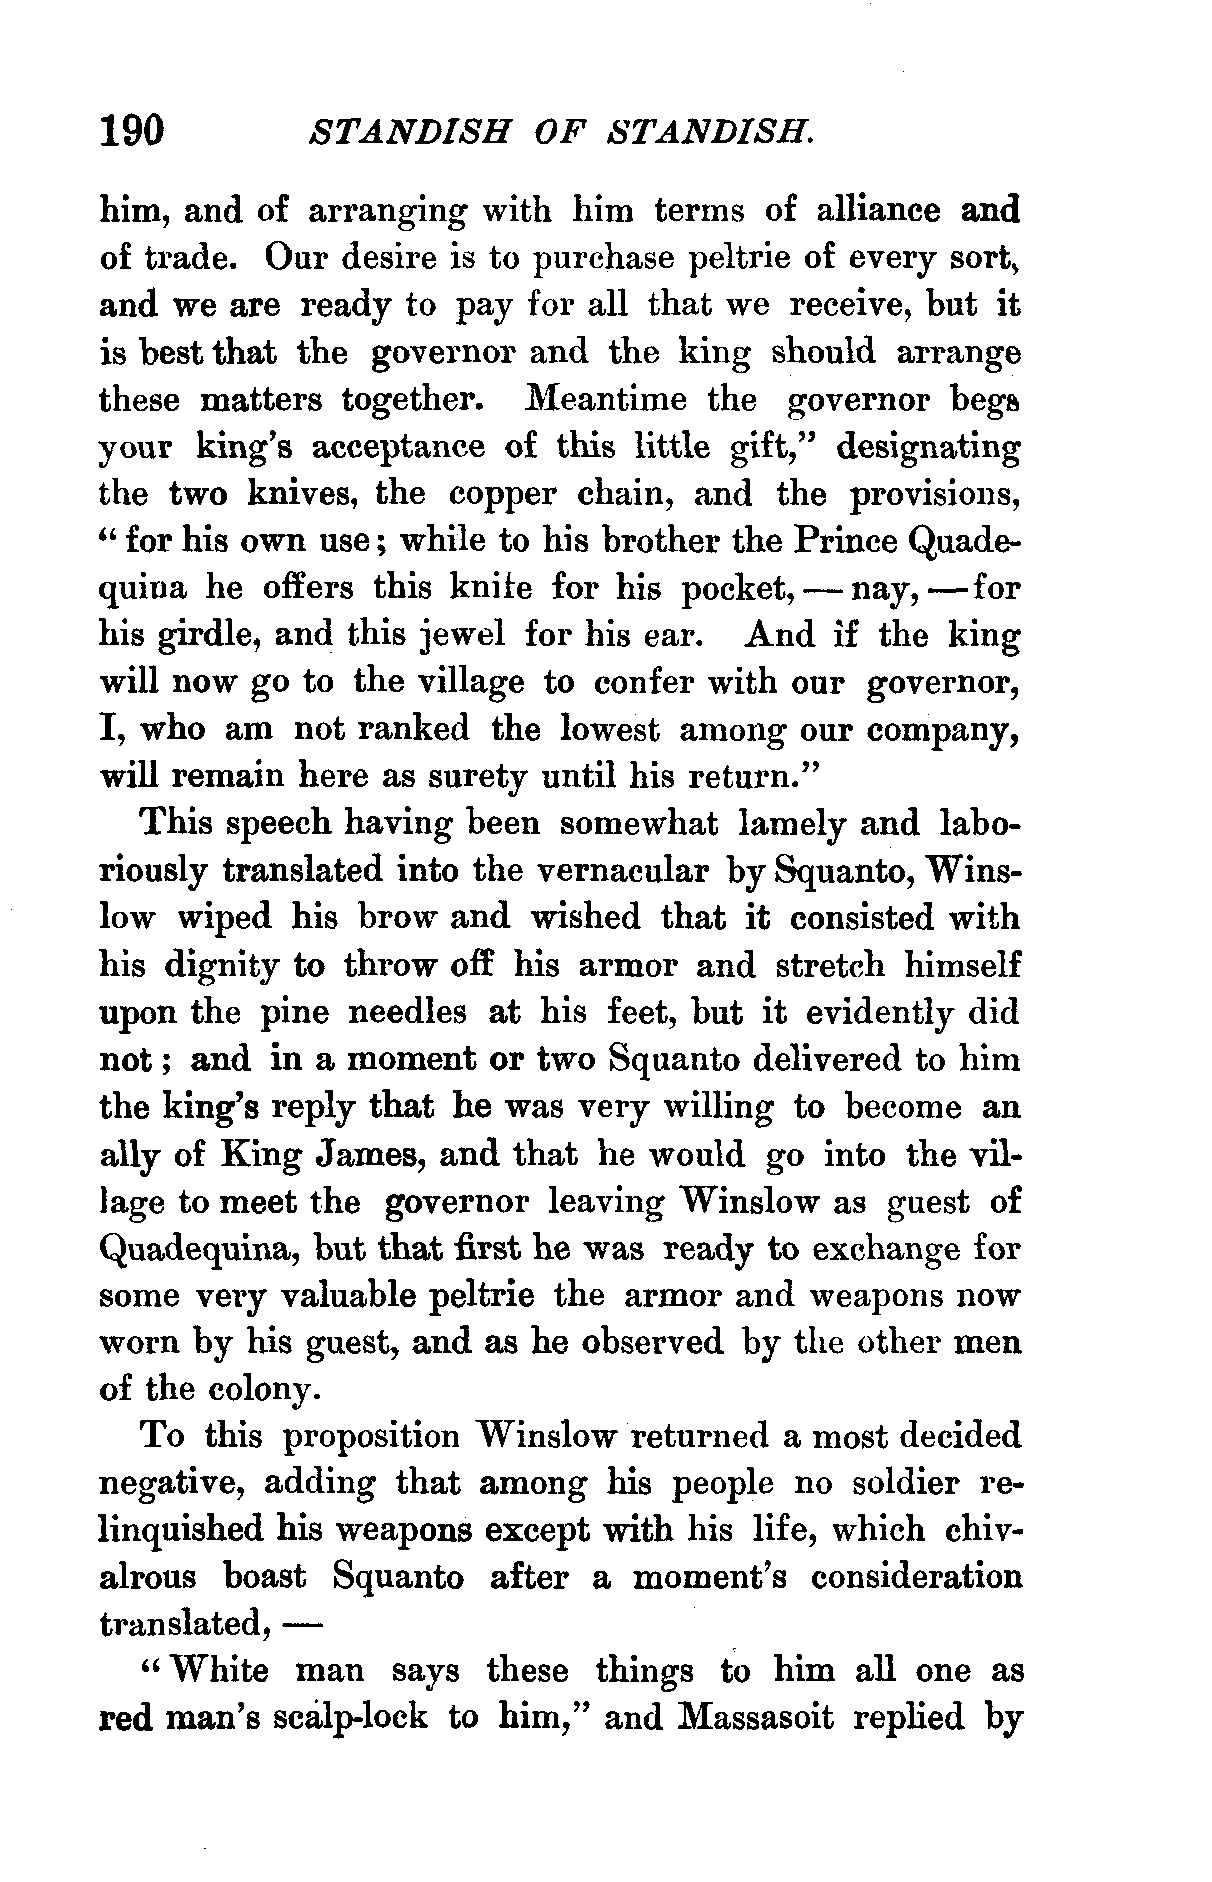 190 STANDISH OF STANDISH.
him, and of arranging with him terms of alliance and
of trade. Our desire is to purchase peltrie of every sort,
and we are ready to pay for all that we receive, but it
is best that the governor and the king should arrange
these matters together. Meantime the governor begs
your king's acceptance of this little gift,” designating
the two knives, the copper chain, and the provisions,
“ for his own use; while to his brother the Prince Quade-
quina he offers this knife for his pocket, — nay, — for
his girdle, and this jewel for his ear. And if the king
will now go to the village to confer with our governor,
I, who am not ranked the lowest among our company,
will remain here as surety until his return.”
This speech having been somewhat lamely and labo-
riously translated into the vernacular by Squanto, Wins-
low wiped his brow and wished that it consisted with
his dignity to throw off his armor and stretch himself
upon the pine needles at his feet, but it evidently did
not; and in a moment or two Squanto delivered to him
the king's reply that he was very willing to become an
ally of King James, and that he would go into the vil-
lage to meet the governor leaving Winslow as guest of
Quadequina, but that first he was ready to exchange for
some very valuable peltrie the armor and weapons now
worn by his guest, and as he observed by the other men
of the colony.
To this proposition Winslow returned a most decided
negative, adding that among his people no soldier re-
linquished his weapons except with his life, which chiv-
alrous boast Squanto after a moment's consideration
translated, —
“ White man says these things to him all one as
red man's scalp-lock to him,” and Massasoit replied by